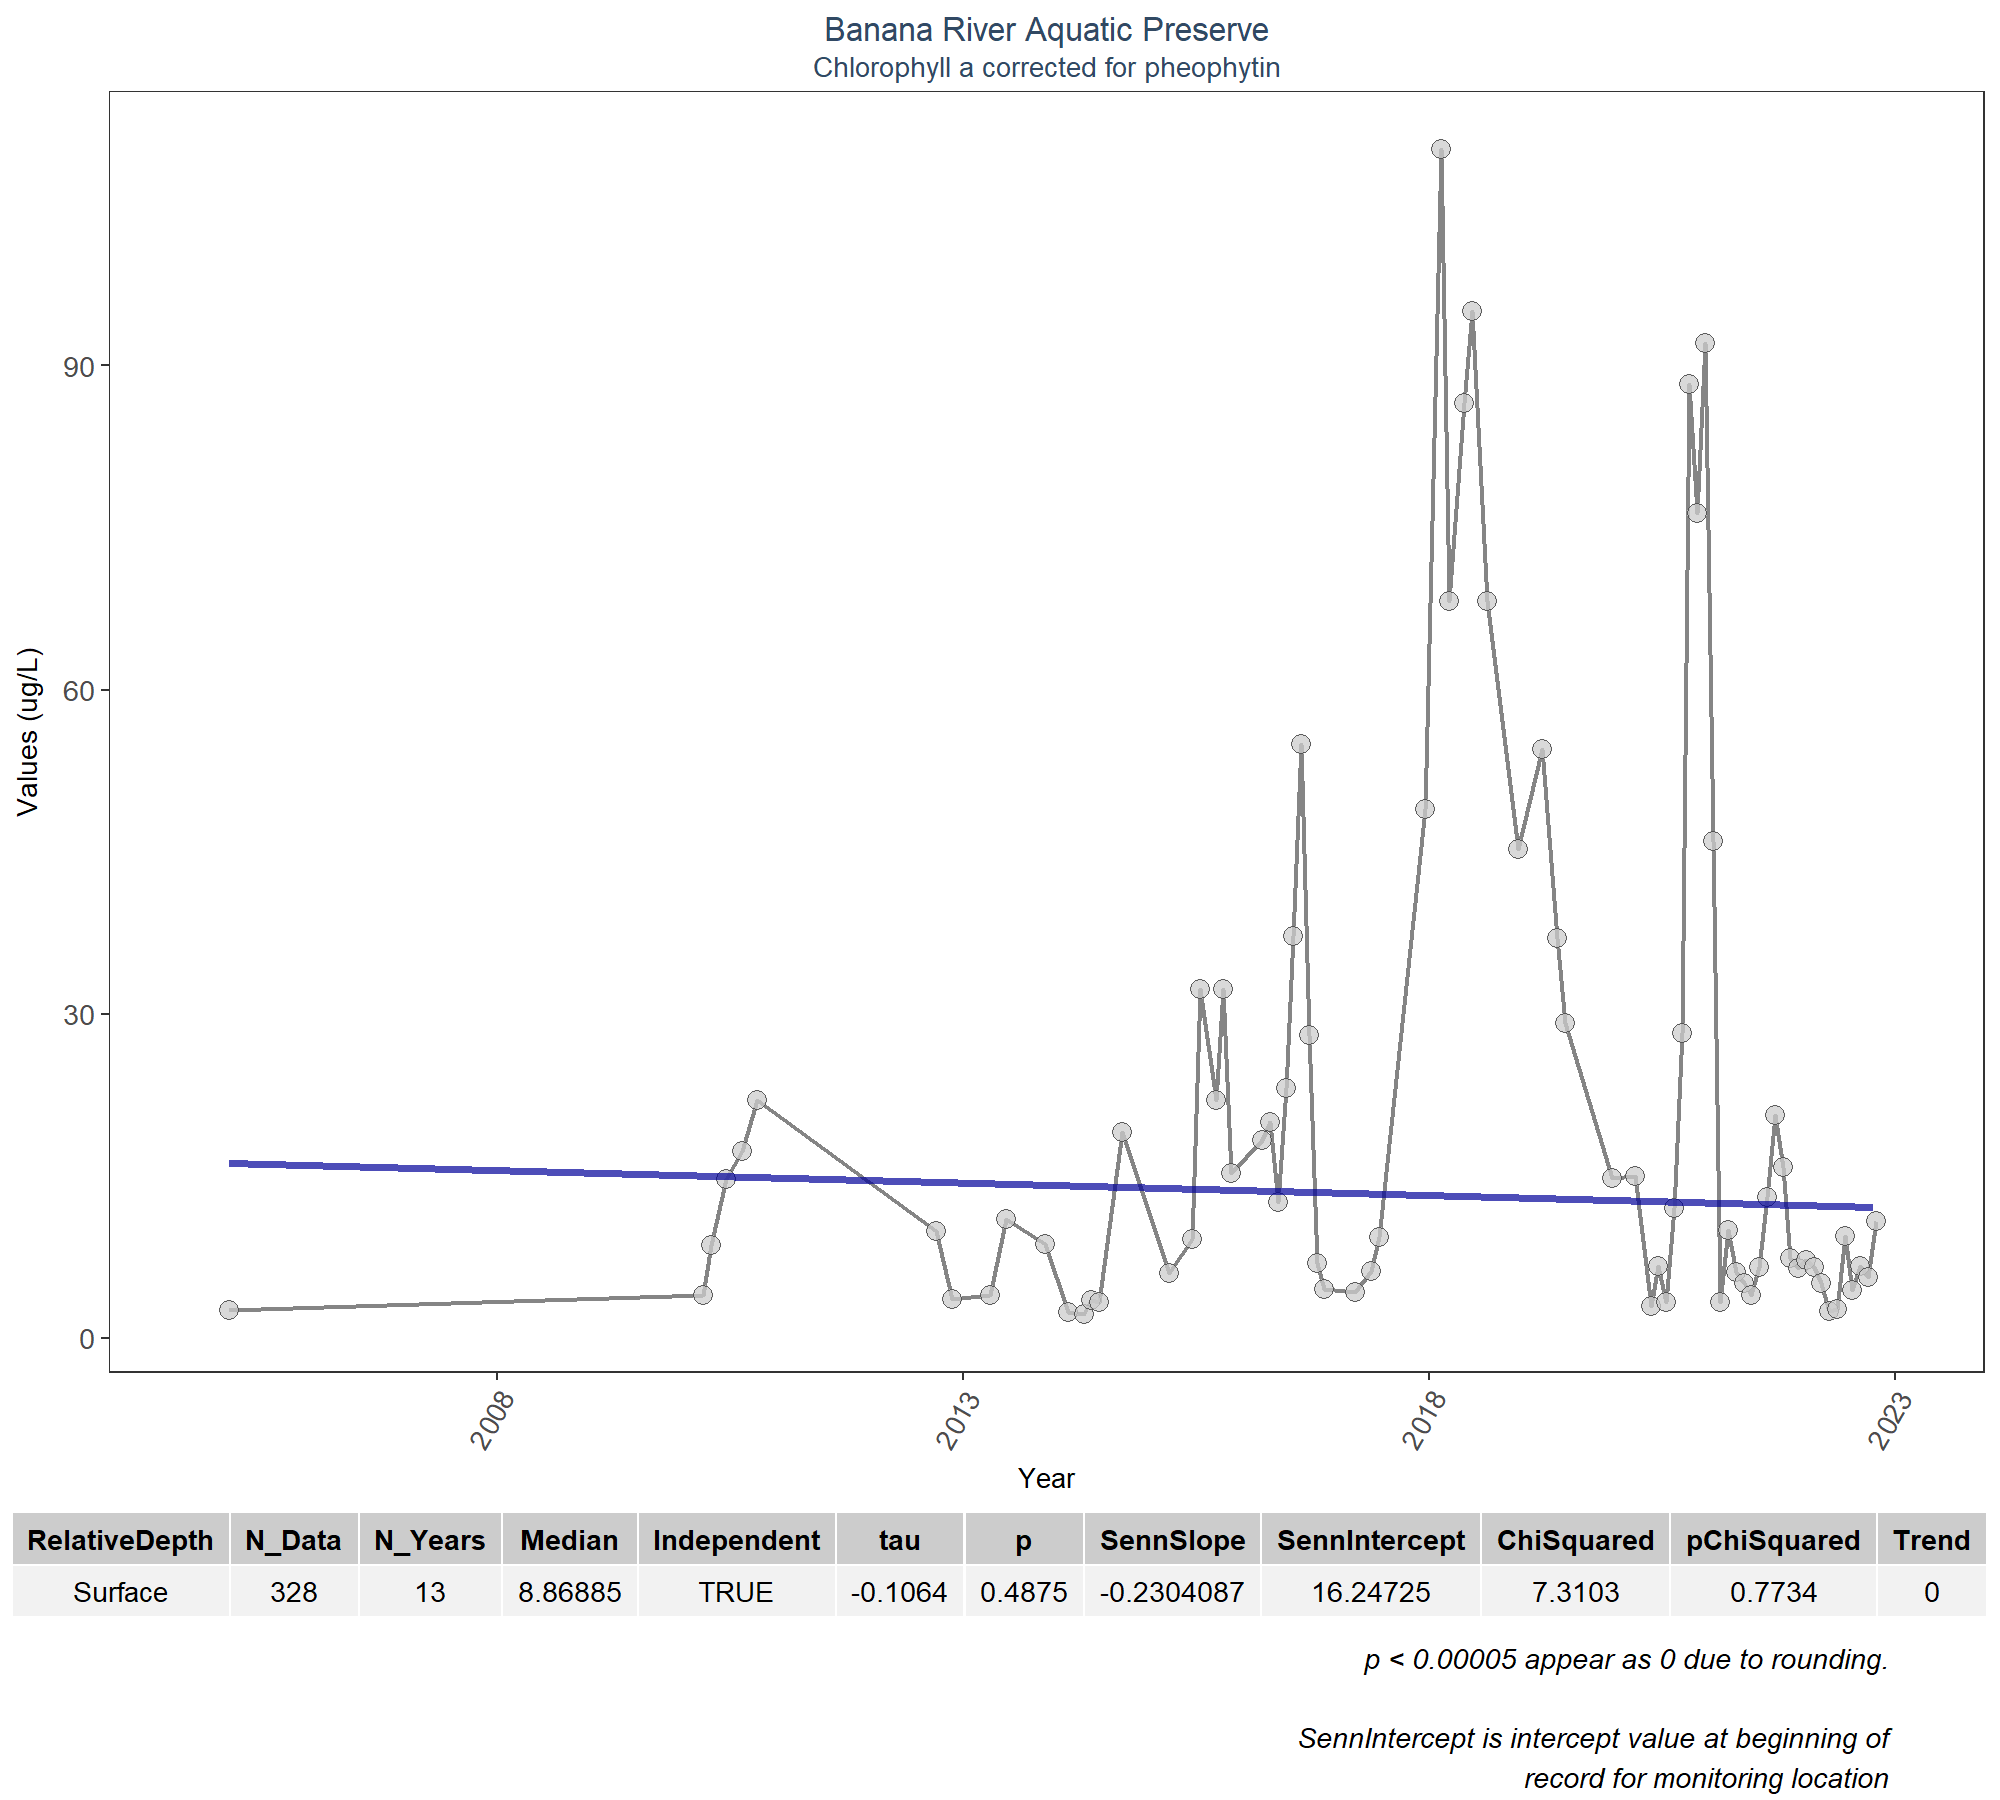 Banana River Aquatic Preserve
Chlorophyll a corrected for pheophytin
Values (ug/L)
90
60
30
0
2008 2013 2018 2023
Year
RelativeDepth N_Data N_Years Median Independent tau p SennSlope SennIntercept ChiSquared pChiSquared Trend
Surface 328 13 8.86885 TRUE -0.1064 0.4875 -0.2304087 16.24725 7.3103 0.7734 0
p < 0.00005 appear as 0 due to rounding.
SennIntercept is intercept value at beginning of
record for monitoring location